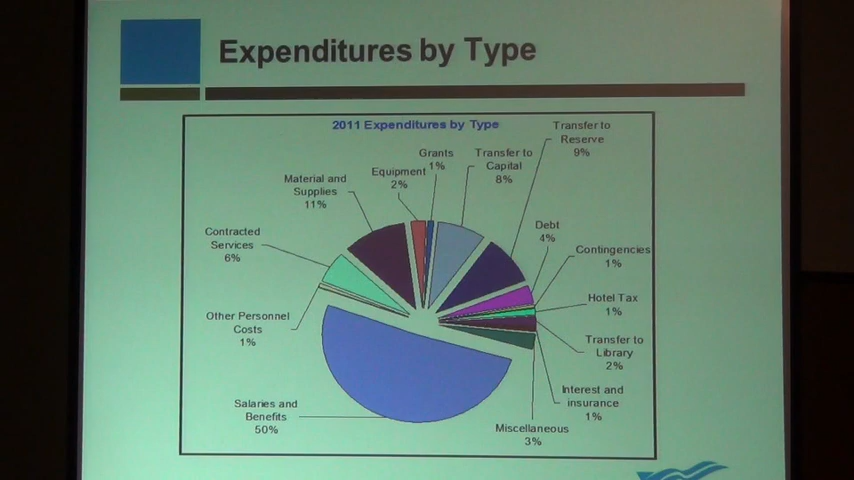 Expenditures by Type
2011 Expenditures by Type
Transfer to
Reserve
9%
Grants
1%
Transfer to
Capital
8%
Equipment
2%
Material and
Supplies
11%
Debt
4%
Contracted
Services
6%
Contingencies
1%
Hotel Tax
1%
Other Personnel
Costs
1%
Transfer to
Library
2%
Interest and
insurance
1%
Salaries and
Benefits
50%
Miscellaneous
3%